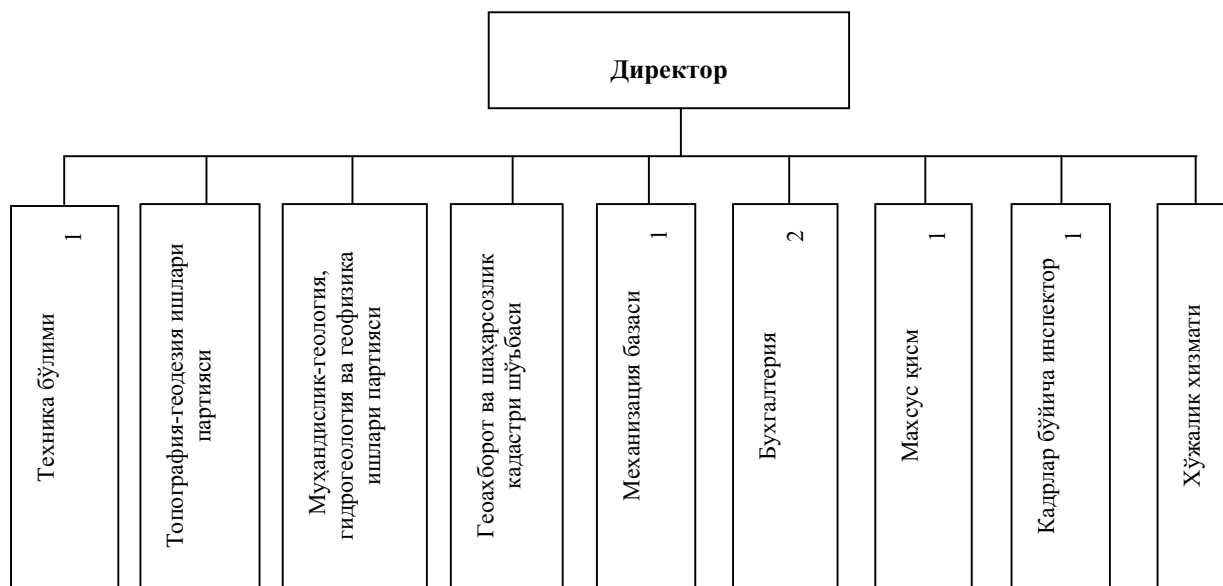 Директор
Техника бўлими
1
Топография-геодезия ишлари
партияси
Муҳандислик-геология,
гидрогеология ва геофизика
ишлари партияси
Геоахборот ва шаҳарсозлик
кадастри шўъбаси
Механизация базаси
1
Бухгалтерия
2
Махсус қисм
1
Кадрлар бўйича инспектор
1
Хўжалик хизмати